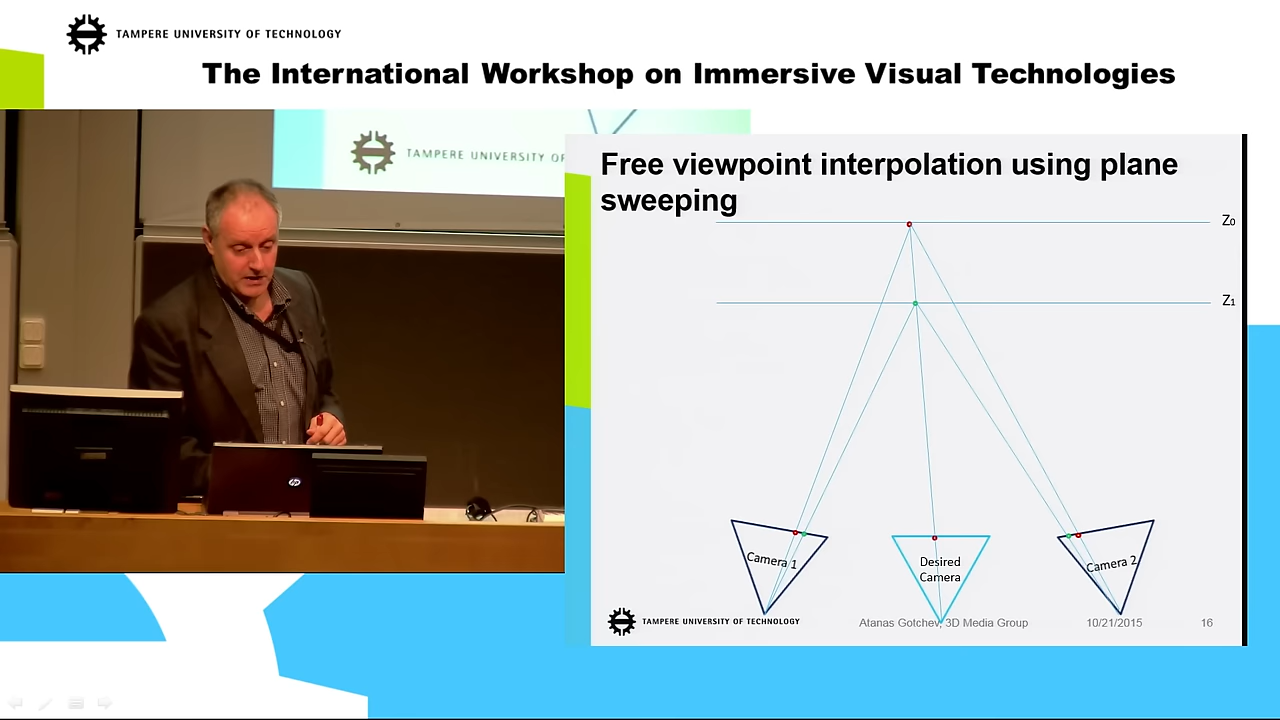 TAMPERE UNIVERSITY OF TECHNOLOGY
The International Workshop on Immersive Visual Technologies
TAMPERE UNIVERSITY OF
Free viewpoint interpolation using plane
sweeping
Z0
Z1
hp
Camera 1
Desired
Camera
Camera 2
TAMPERE UNIVERSITY OF TECHNOLOGY
Atanas Gotchev, 3D Media Group
10/21/2015
16